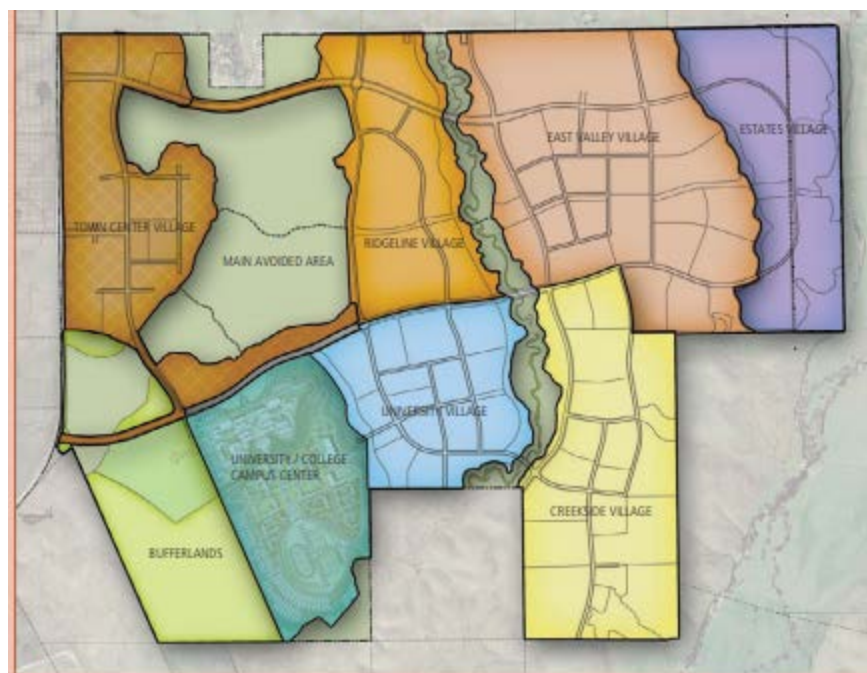 EAST VALLEY VILLAGE
ESTATES VILLAGE
TOWN CENTER VILLAGE
RIDGELINE VILLAGE
MAIN AVOIDED AREA
UNIVERSITY VILLAGE
UNIVERSITY / COLLEGE
CAMPUS CENTER
CREEKSIDE VILLAGE
BUFFERLANDS